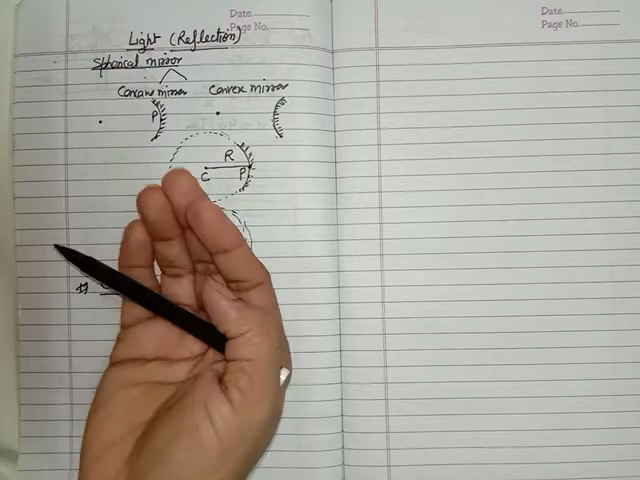 Date
Page No.
Light (Reflection)
Spherical mirror
Concave mirror Convex mirror
P
R
C P
#
Date
Page No.